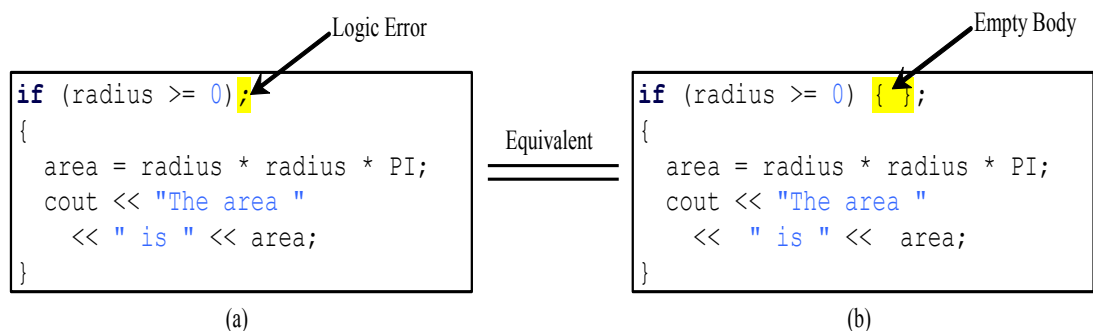 Logic Error
Empty Body
if (radius >= 0);
{
  area = radius * radius * PI;
  cout << "The area "
    << " is " << area;
}
Equivalent
if (radius >= 0) { };
{
  area = radius * radius * PI;
  cout << "The area "
    <<  " is " <<  area;
}
(a)
(b)